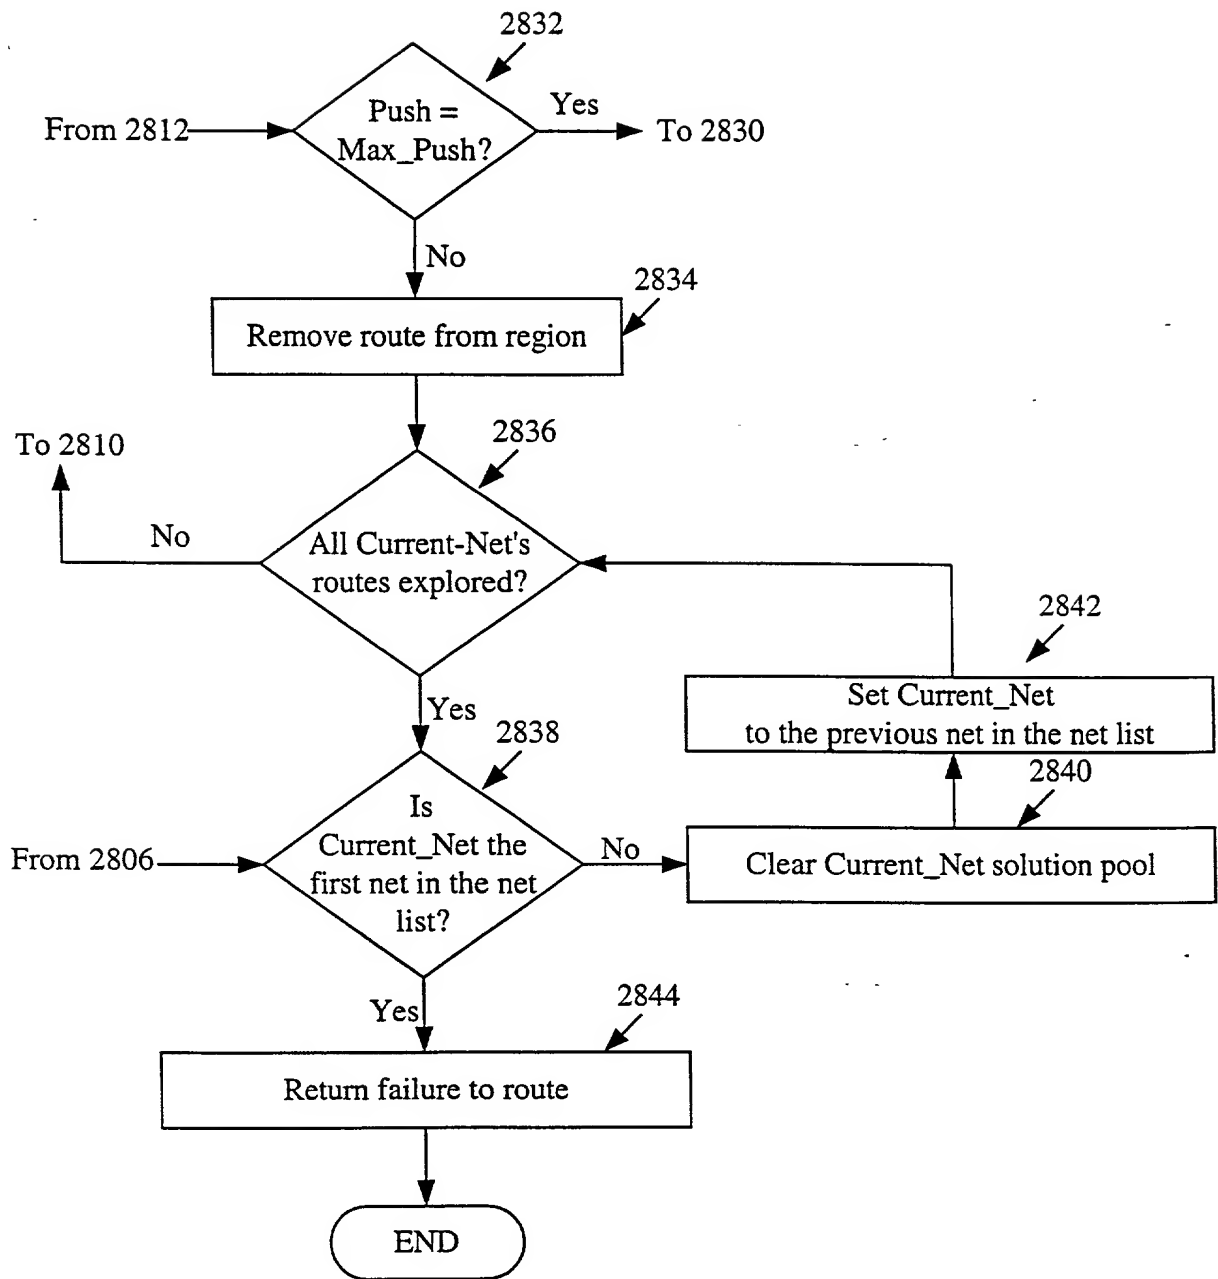 2832
Push =
Max_Push?
From 2812
Yes
To 2830
No
2834
Remove route from region
To 2810
2836
No
All Current-Net's
routes explored?
2842
Set Current_Net
to the previous net in the net list
Yes
2838
2840
Is
Current_Net the
first net in the net
list?
From 2806
No
Clear Current_Net solution pool
Yes
2844
Return failure to route
END